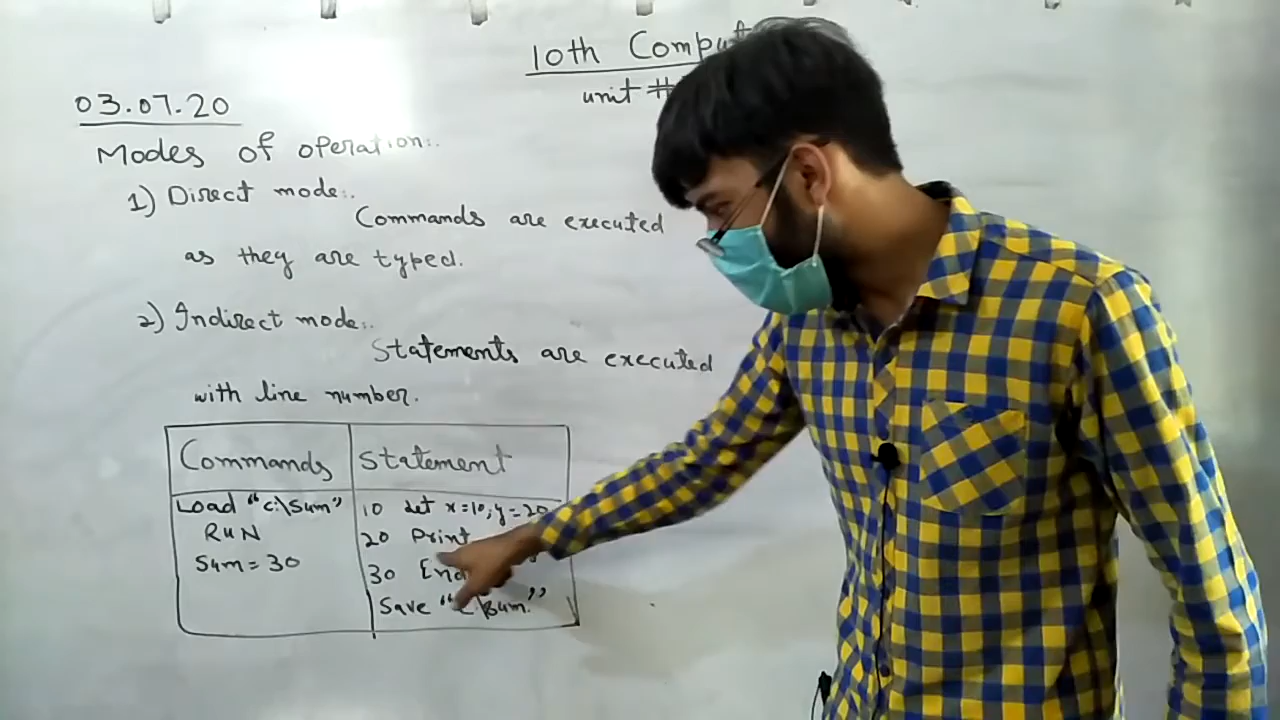 10th Comput
unit #
03.07.20
Modes of operation:.
1) Direct mode:.
Commands are executed
as they are typed.
2) Indirect mode:.
Statements are executed
with line number.
Commands
Statement
Load "c:\Sum"
10 Let x=10, y=20
RUN
20 Print
Sum=30
30 End
Save "c\Sum."